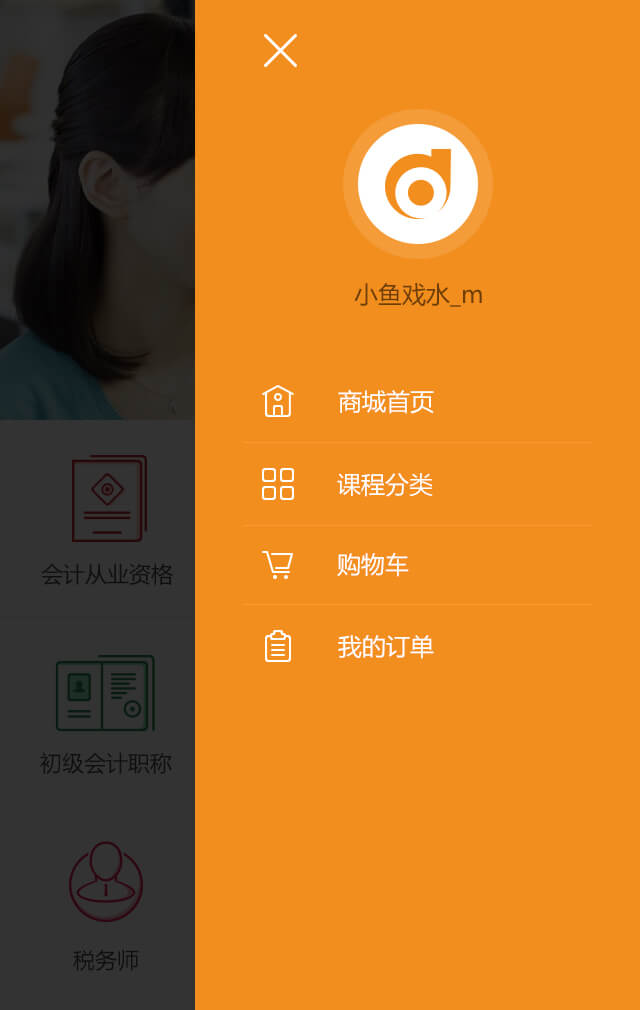 小鱼戏水_m
商城首页
课程分类
购物车
我的订单
会计从业资格
初级会计职称
税务师